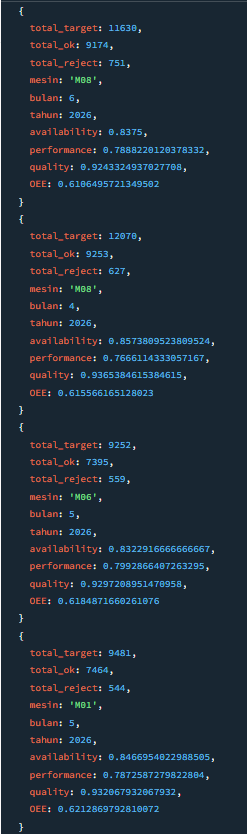 {
total_target: 11630,
total_ok: 9174,
total_reject: 751,
mesin: 'M08',
bulan: 6,
tahun: 2026,
availability: 0.8375,
performance: 0.7888220120378332,
quality: 0.9243324937027708,
OEE: 0.6106495721349502
}
{
total_target: 12070,
total_ok: 9253,
total_reject: 627,
mesin: 'M08',
bulan: 4,
tahun: 2026,
availability: 0.8573809523809524,
performance: 0.7666114333057167,
quality: 0.9365384615384615,
OEE: 0.615566165128023
}
{
total_target: 9252,
total_ok: 7395,
total_reject: 559,
mesin: 'M06',
bulan: 5,
tahun: 2026,
availability: 0.8322916666666667,
performance: 0.7992866407263295,
quality: 0.9297208951470958,
OEE: 0.6184871660261076
}
{
total_target: 9481,
total_ok: 7464,
total_reject: 544,
mesin: 'M01',
bulan: 5,
tahun: 2026,
availability: 0.8466954022988505,
performance: 0.7872587279822804,
quality: 0.932067932067932,
OEE: 0.6212869792810072
}